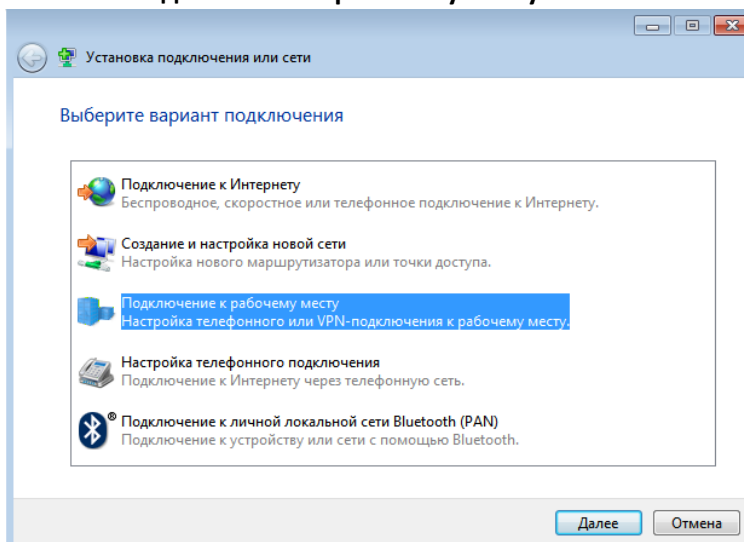 Установка подключения или сети
Выберите вариант подключения
Подключение к Интернету
Беспроводное, скоростное или телефонное подключение к Интернету.
Создание и настройка новой сети
Настройка нового маршрутизатора или точки доступа.
Подключение к рабочему месту
Настройка телефонного или VPN-подключения к рабочему месту.
Настройка телефонного подключения
Подключение к Интернету через телефонную сеть.
Подключение к личной локальной сети Bluetooth (PAN)
Подключение к устройству или сети с помощью Bluetooth.
Далее Отмена